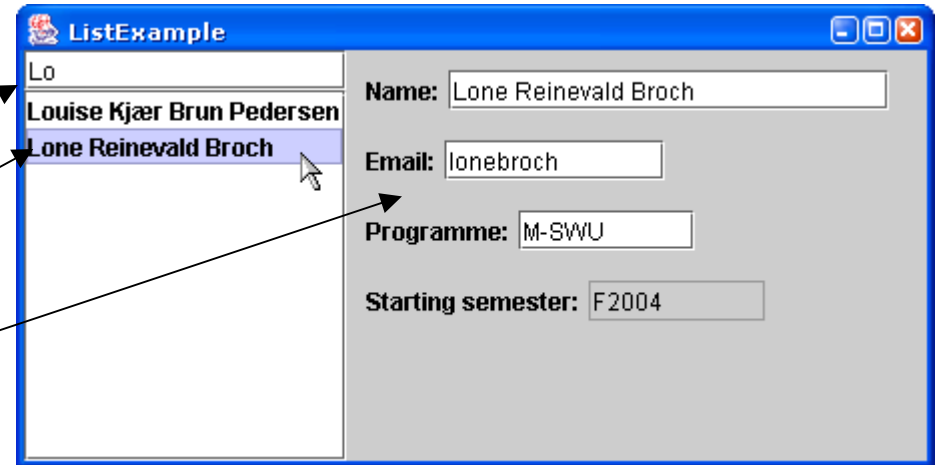 ListExample
Lo
Louise Kjær Brun Pedersen
Lone Reinevald Broch
Name: Lone Reinevald Broch
Email: lonebroch
Programme: M-SWU
Starting semester: F2004